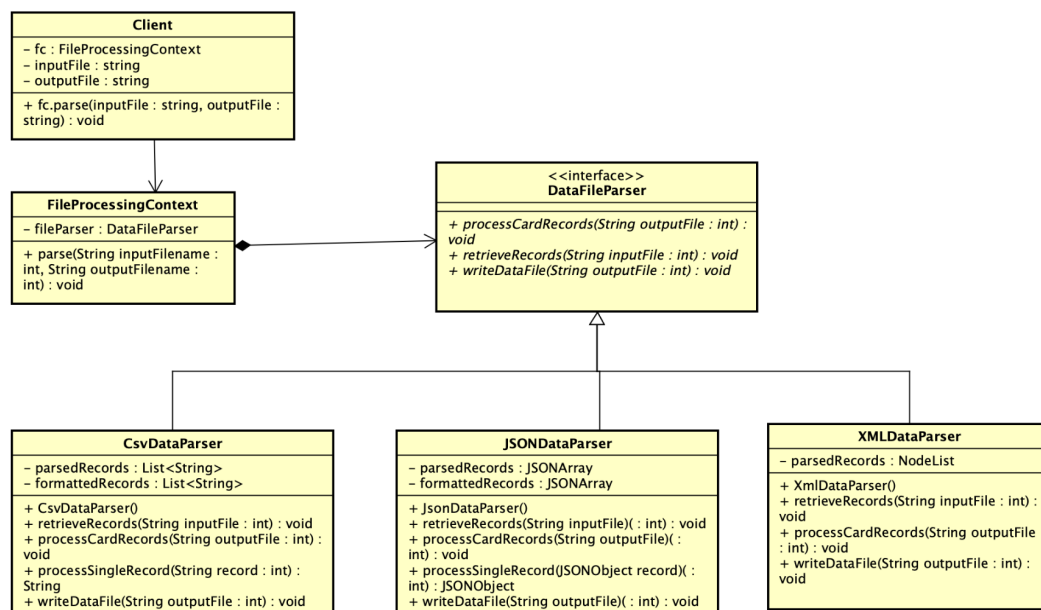 Client
– fc : FileProcessingContext
– inputFile : string
– outputFile : string
+ fc.parse(inputFile : string, outputFile :
string) : void
FileProcessingContext
– fileParser : DataFileParser
+ parse(String inputFilename :
int, String outputFilename :
int) : void
<<interface>>
DataFileParser
+ processCardRecords(String outputFile : int) :
void
+ retrieveRecords(String inputFile : int) : void
+ writeDataFile(String outputFile : int) : void
CsvDataParser
– parsedRecords : List<String>
– formattedRecords : List<String>
+ CsvDataParser()
+ retrieveRecords(String inputFile : int) : void
+ processCardRecords(String outputFile : int) :
void
+ processSingleRecord(String record : int) :
String
+ writeDataFile(String outputFile : int) : void
JSONDataParser
– parsedRecords : JSONArray
– formattedRecords : JSONArray
+ JsonDataParser()
+ retrieveRecords(String inputFile)( : int) : void
+ processCardRecords(String outputFile)( :
int) : void
+ processSingleRecord(JSONObject record)( :
int) : JSONObject
+ writeDataFile(String outputFile)( : int) : void
XMLDataParser
– parsedRecords : NodeList
+ XmlDataParser()
+ retrieveRecords(String inputFile : int) :
void
+ processCardRecords(String outputFile
: int) : void
+ writeDataFile(String outputFile : int) :
void